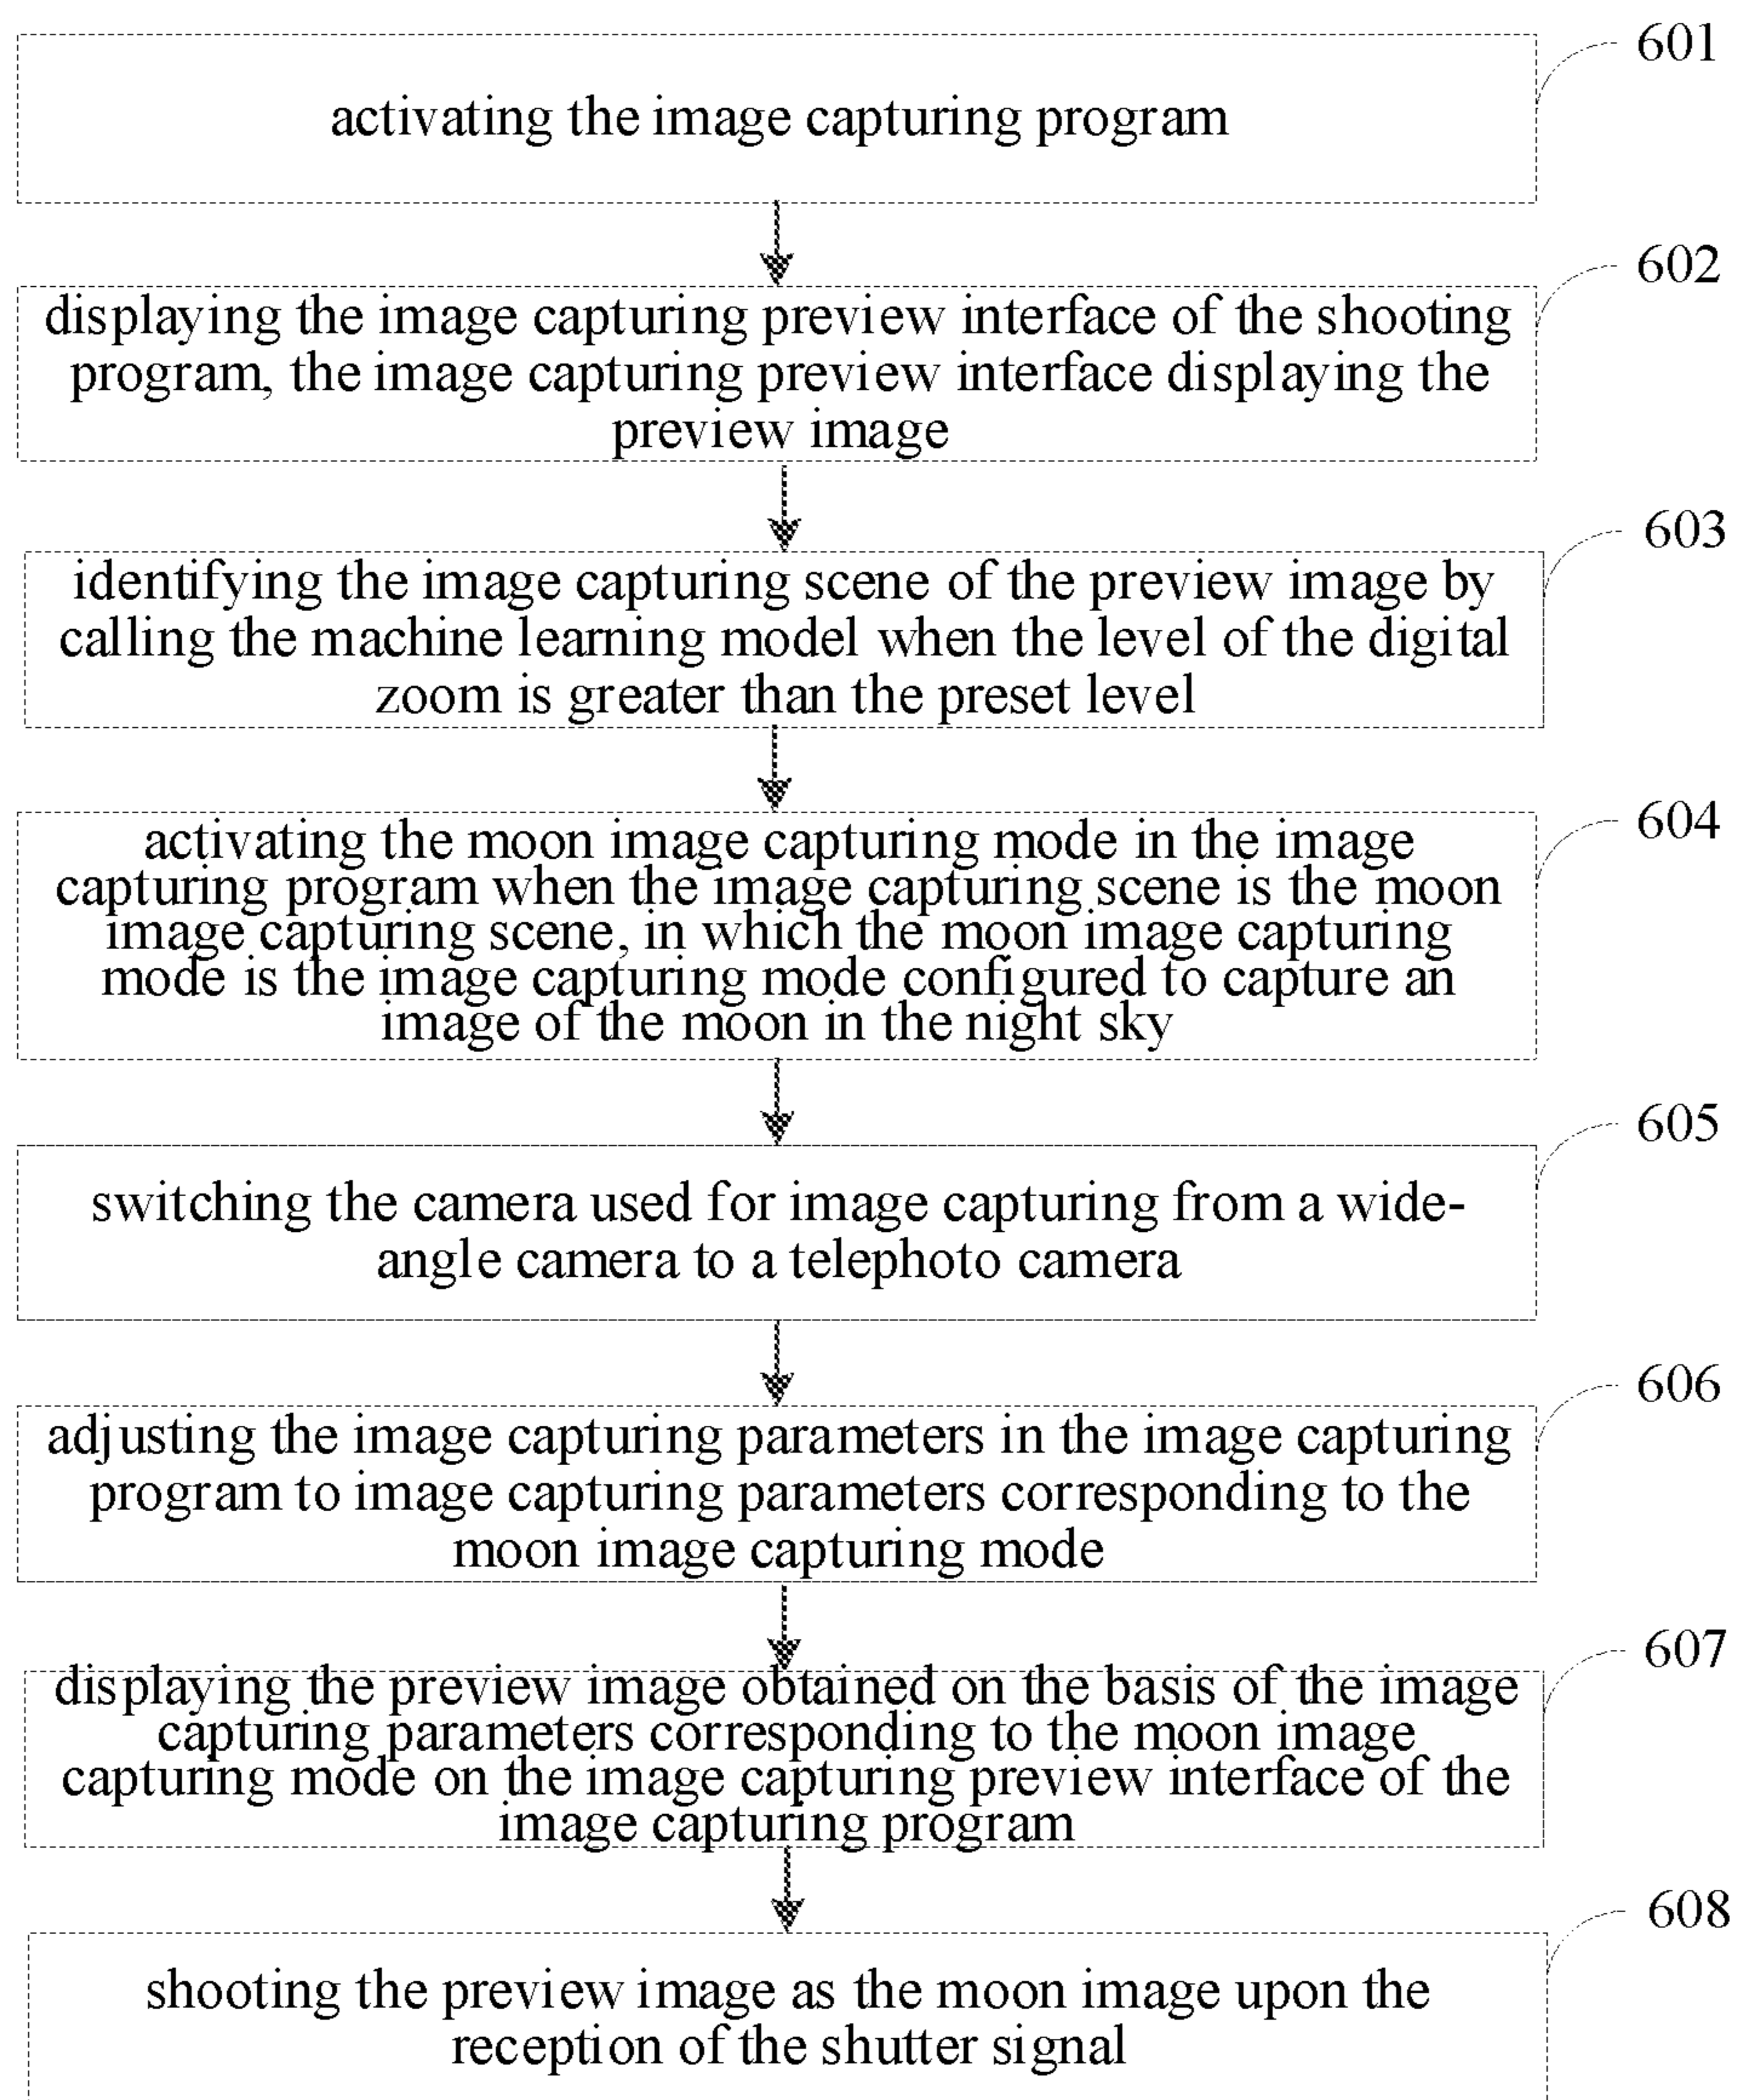 601
activating the image capturing program
602
displaying the image capturing preview interface of the shooting
program, the image capturing preview interface displaying the
preview image
603
identifying the image capturing scene of the preview image by
calling the machine learning model when the level of the digital
zoom is greater than the preset level
604
activating the moon image capturing mode in the image
capturing program when the image capturing scene is the moon
image capturing scene, in which the moon image capturing
mode is the image capturing mode configured to capture an
image of the moon in the night sky
605
switching the camera used for image capturing from a wide-
angle camera to a telephoto camera
606
adjusting the image capturing parameters in the image capturing
program to image capturing parameters corresponding to the
moon image capturing mode
607
displaying the preview image obtained on the basis of the image
capturing parameters corresponding to the moon image
capturing mode on the image capturing preview interface of the
image capturing program
608
shooting the preview image as the moon image upon the
reception of the shutter signal